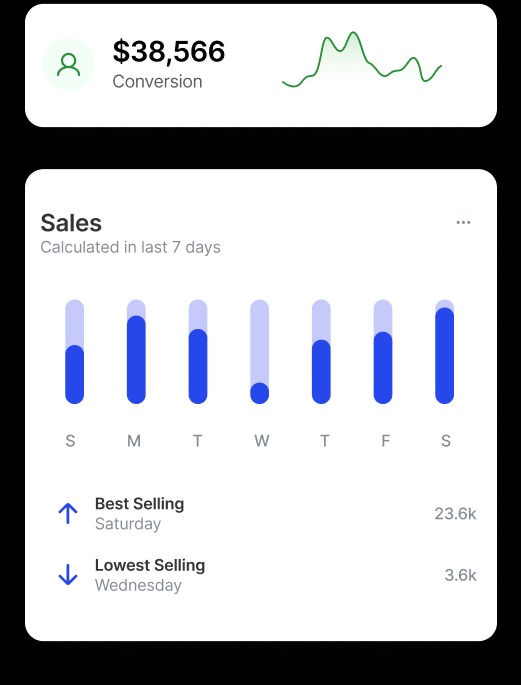 $38,566
Conversion
Sales
Calculated in last 7 days
S M T W T F S
Best Selling
Saturday
23.6k
Lowest Selling
Wednesday
3.6k